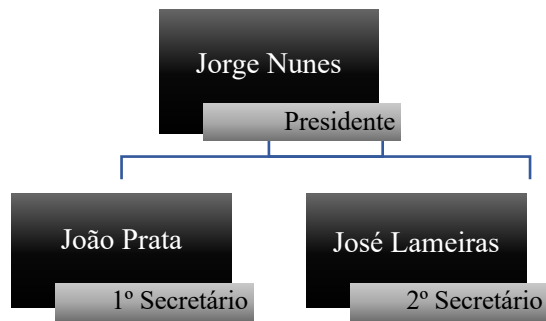 Jorge Nunes
Presidente
João Prata
1º Secretário
José Lameiras
2º Secretário